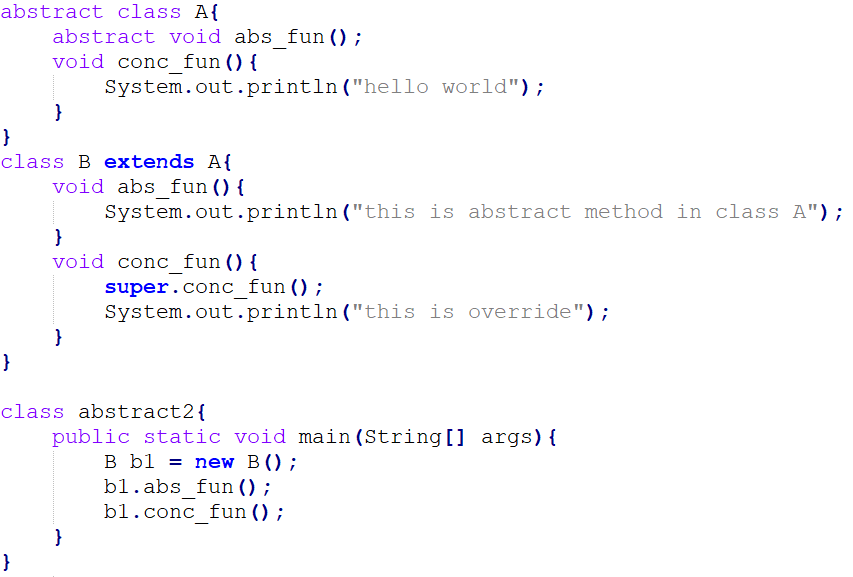 abstract class A{
    abstract void abs_fun();
    void conc_fun(){
        System.out.println("hello world");
    }
}
class B extends A{
    void abs_fun(){
        System.out.println("this is abstract method in class A");
    }
    void conc_fun(){
        super.conc_fun();
        System.out.println("this is override");
    }
}

class abstract2{
    public static void main(String[] args){
        B b1 = new B();
        b1.abs_fun();
        b1.conc_fun();
    }
}